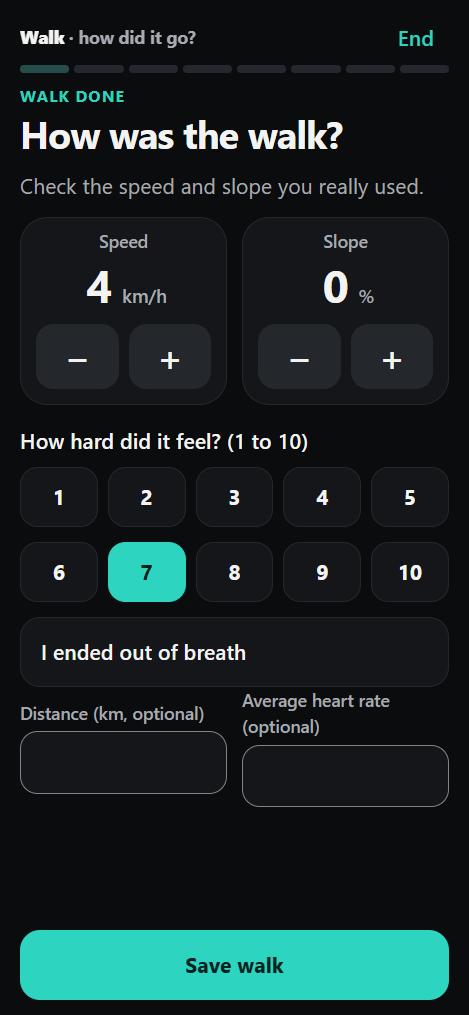 Walk · how did it go?
End
WALK DONE
How was the walk?
Check the speed and slope you really used.
Speed
Slope
4 km/h
0 %
− +
− +
How hard did it feel? (1 to 10)
1 2 3 4 5
6 7 8 9 10
I ended out of breath
Distance (km, optional)
Average heart rate
(optional)
Save walk